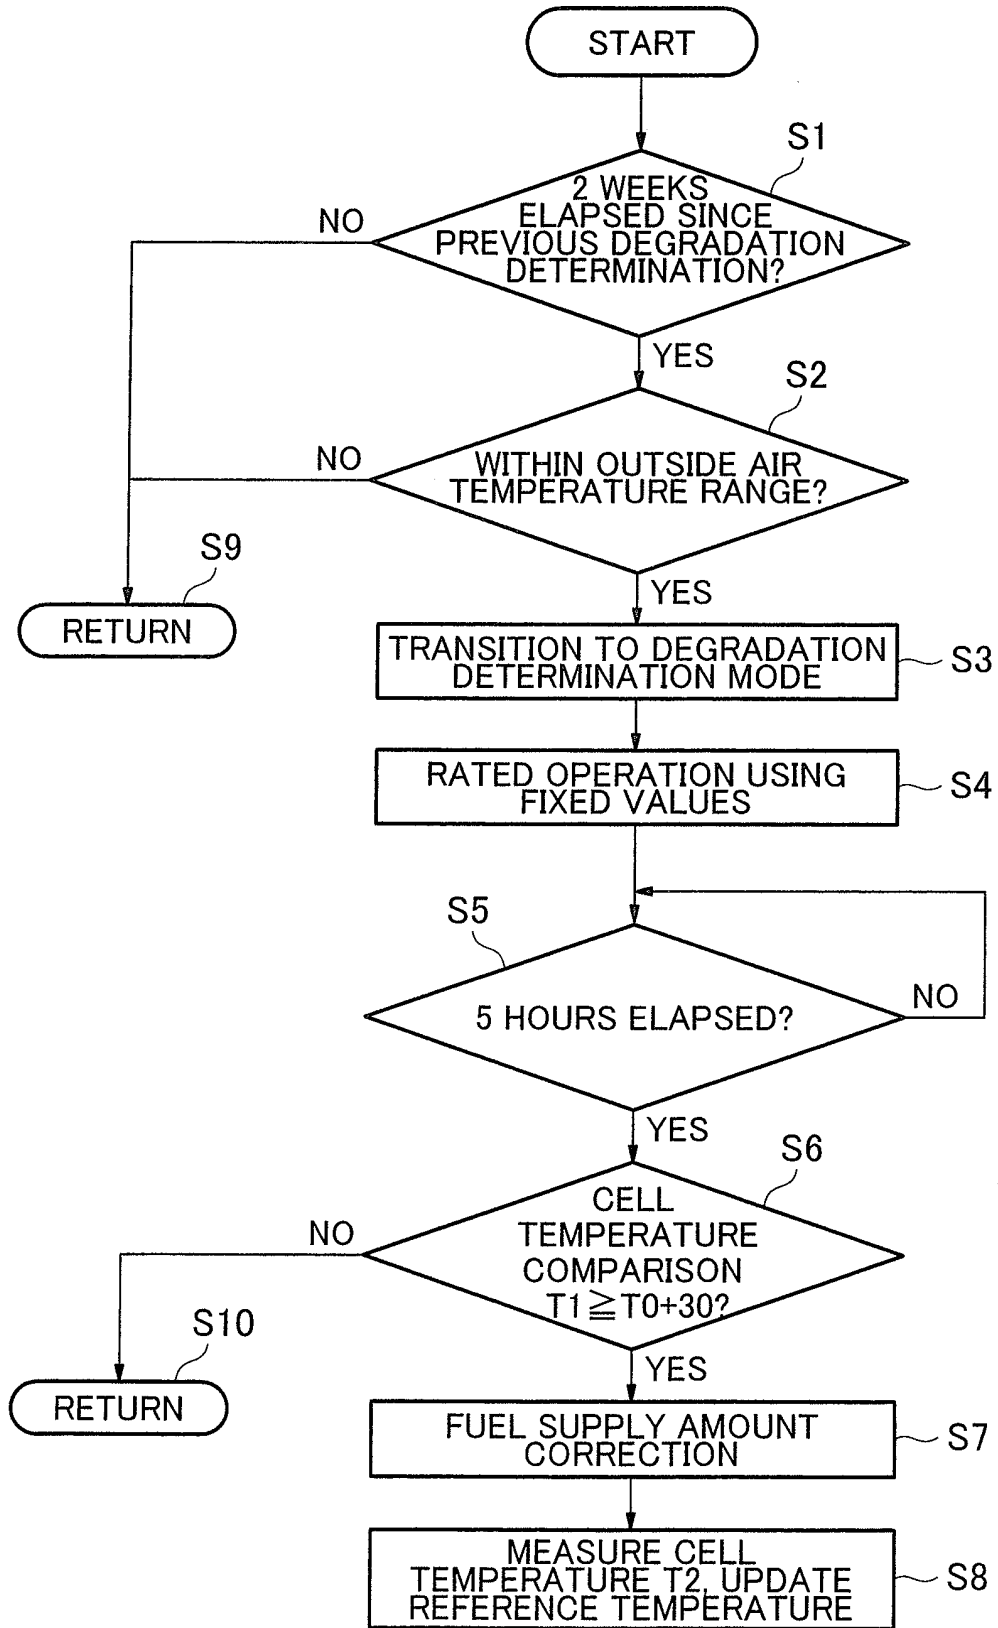 START
S1
2 WEEKS
ELAPSED SINCE
PREVIOUS DEGRADATION
DETERMINATION?
NO
YES
S2
WITHIN OUTSIDE AIR
TEMPERATURE RANGE?
NO
YES
S9
RETURN
TRANSITION TO DEGRADATION
DETERMINATION MODE
S3
RATED OPERATION USING
FIXED VALUES
S4
S5
5 HOURS ELAPSED?
NO
YES
S6
CELL
TEMPERATURE
COMPARISON
T1≧T0+30?
NO
YES
S10
RETURN
FUEL SUPPLY AMOUNT
CORRECTION
S7
MEASURE CELL
TEMPERATURE T2, UPDATE
REFERENCE TEMPERATURE
S8